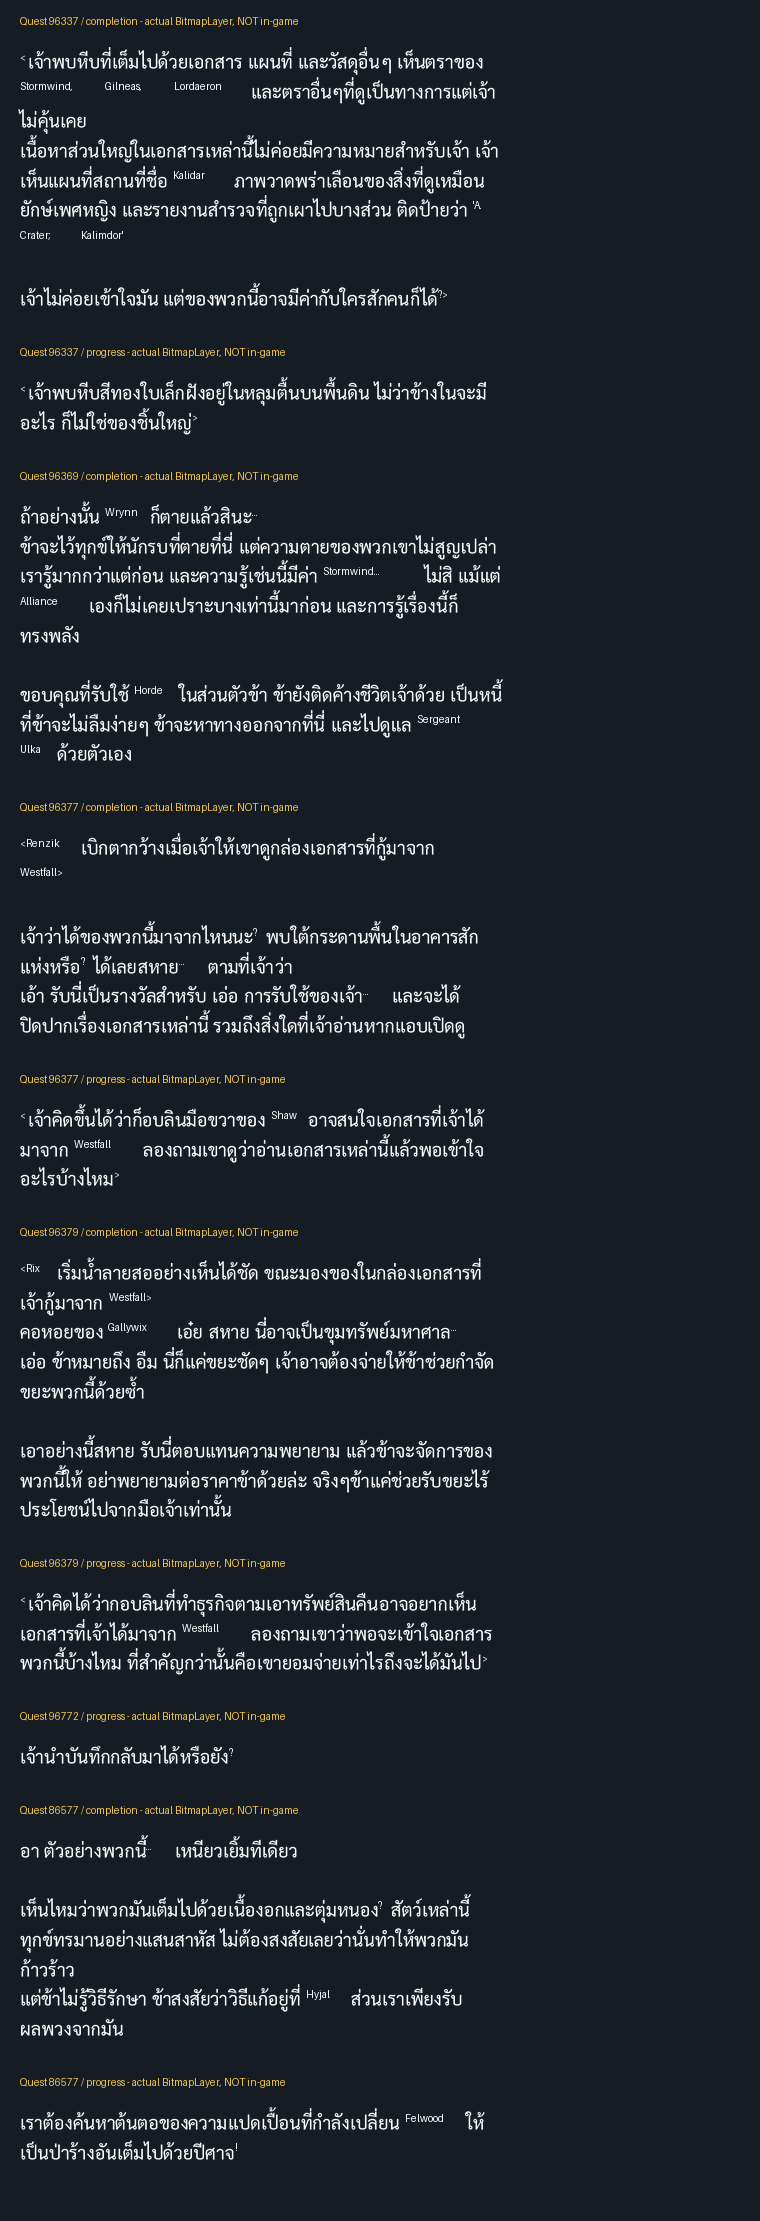 Quest 96337 / completion - actual BitmapLayer, NOT in-game
<เจ้าพบหีบที่เต็มไปด้วยเอกสาร แผนที่ และวัสดุอื่นๆ เห็นตราของ
Stormwind, Gilneas, Lordaeron และตราอื่นๆที่ดูเป็นทางการแต่เจ้า
ไม่คุ้นเคย
เนื้อหาส่วนใหญ่ในเอกสารเหล่านี้ไม่ค่อยมีความหมายสำหรับเจ้า เจ้า
เห็นแผนที่สถานที่ชื่อ Kalidar ภาพวาดพร่าเลือนของสิ่งที่ดูเหมือน
ยักษ์เพศหญิง และรายงานสำรวจที่ถูกเผาไปบางส่วน ติดป้ายว่า 'A
Crater, Kalimdor'
เจ้าไม่ค่อยเข้าใจมัน แต่ของพวกนี้อาจมีค่ากับใครสักคนก็ได้?>
Quest 96337 / progress - actual BitmapLayer, NOT in-game
<เจ้าพบหีบสีทองใบเล็กฝังอยู่ในหลุมตื้นบนพื้นดิน ไม่ว่าข้างในจะมี
อะไร ก็ไม่ใช่ของชิ้นใหญ่>
Quest 96369 / completion - actual BitmapLayer, NOT in-game
ถ้าอย่างนั้น Wrynn ก็ตายแล้วสินะ...
ข้าจะไว้ทุกข์ให้นักรบที่ตายที่นี่ แต่ความตายของพวกเขาไม่สูญเปล่า
เรารู้มากกว่าแต่ก่อน และความรู้เช่นนี้มีค่า Stormwind... ไม่สิ แม้แต่
Alliance เองก็ไม่เคยเปราะบางเท่านี้มาก่อน และการรู้เรื่องนี้ก็
ทรงพลัง
ขอบคุณที่รับใช้ Horde ในส่วนตัวข้า ข้ายังติดค้างชีวิตเจ้าด้วย เป็นหนี้
ที่ข้าจะไม่ลืมง่ายๆ ข้าจะหาทางออกจากที่นี่ และไปดูแล Sergeant
Ulka ด้วยตัวเอง
Quest 96377 / completion - actual BitmapLayer, NOT in-game
<Renzik เบิกตากว้างเมื่อเจ้าให้เขาดูกล่องเอกสารที่กู้มาจาก
Westfall>
เจ้าว่าได้ของพวกนี้มาจากไหนนะ? พบใต้กระดานพื้นในอาคารสัก
แห่งหรือ? ได้เลยสหาย... ตามที่เจ้าว่า
เอ้า รับนี่เป็นรางวัลสำหรับ เอ่อ การรับใช้ของเจ้า... และจะได้
ปิดปากเรื่องเอกสารเหล่านี้ รวมถึงสิ่งใดที่เจ้าอ่านหากแอบเปิดดู
Quest 96377 / progress - actual BitmapLayer, NOT in-game
<เจ้าคิดขึ้นได้ว่าก็อบลินมือขวาของ Shaw อาจสนใจเอกสารที่เจ้าได้
มาจาก Westfall ลองถามเขาดูว่าอ่านเอกสารเหล่านี้แล้วพอเข้าใจ
อะไรบ้างไหม>
Quest 96379 / completion - actual BitmapLayer, NOT in-game
<Rix เริ่มน้ำลายสออย่างเห็นได้ชัด ขณะมองของในกล่องเอกสารที่
เจ้ากู้มาจาก Westfall>
คอหอยของ Gallywix เอ๋ย สหาย นี่อาจเป็นขุมทรัพย์มหาศาล...
เอ่อ ข้าหมายถึง อืม นี่ก็แค่ขยะชัดๆ เจ้าอาจต้องจ่ายให้ข้าช่วยกำจัด
ขยะพวกนี้ด้วยซ้ำ
เอาอย่างนี้สหาย รับนี่ตอบแทนความพยายาม แล้วข้าจะจัดการของ
พวกนี้ให้ อย่าพยายามต่อราคาข้าด้วยล่ะ จริงๆข้าแค่ช่วยรับขยะไร้
ประโยชน์ไปจากมือเจ้าเท่านั้น
Quest 96379 / progress - actual BitmapLayer, NOT in-game
<เจ้าคิดได้ว่ากอบลินที่ทำธุรกิจตามเอาทรัพย์สินคืนอาจอยากเห็น
เอกสารที่เจ้าได้มาจาก Westfall ลองถามเขาว่าพอจะเข้าใจเอกสาร
พวกนี้บ้างไหม ที่สำคัญกว่านั้นคือเขายอมจ่ายเท่าไรถึงจะได้มันไป>
Quest 96772 / progress - actual BitmapLayer, NOT in-game
เจ้านำบันทึกกลับมาได้หรือยัง?
Quest 86577 / completion - actual BitmapLayer, NOT in-game
อา ตัวอย่างพวกนี้... เหนียวเยิ้มทีเดียว
เห็นไหมว่าพวกมันเต็มไปด้วยเนื้องอกและตุ่มหนอง? สัตว์เหล่านี้
ทุกข์ทรมานอย่างแสนสาหัส ไม่ต้องสงสัยเลยว่านั่นทำให้พวกมัน
ก้าวร้าว
แต่ข้าไม่รู้วิธีรักษา ข้าสงสัยว่าวิธีแก้อยู่ที่ Hyjal ส่วนเราเพียงรับ
ผลพวงจากมัน
Quest 86577 / progress - actual BitmapLayer, NOT in-game
เราต้องค้นหาต้นตอของความแปดเปื้อนที่กำลังเปลี่ยน Felwood ให้
เป็นป่าร้างอันเต็มไปด้วยปีศาจ!